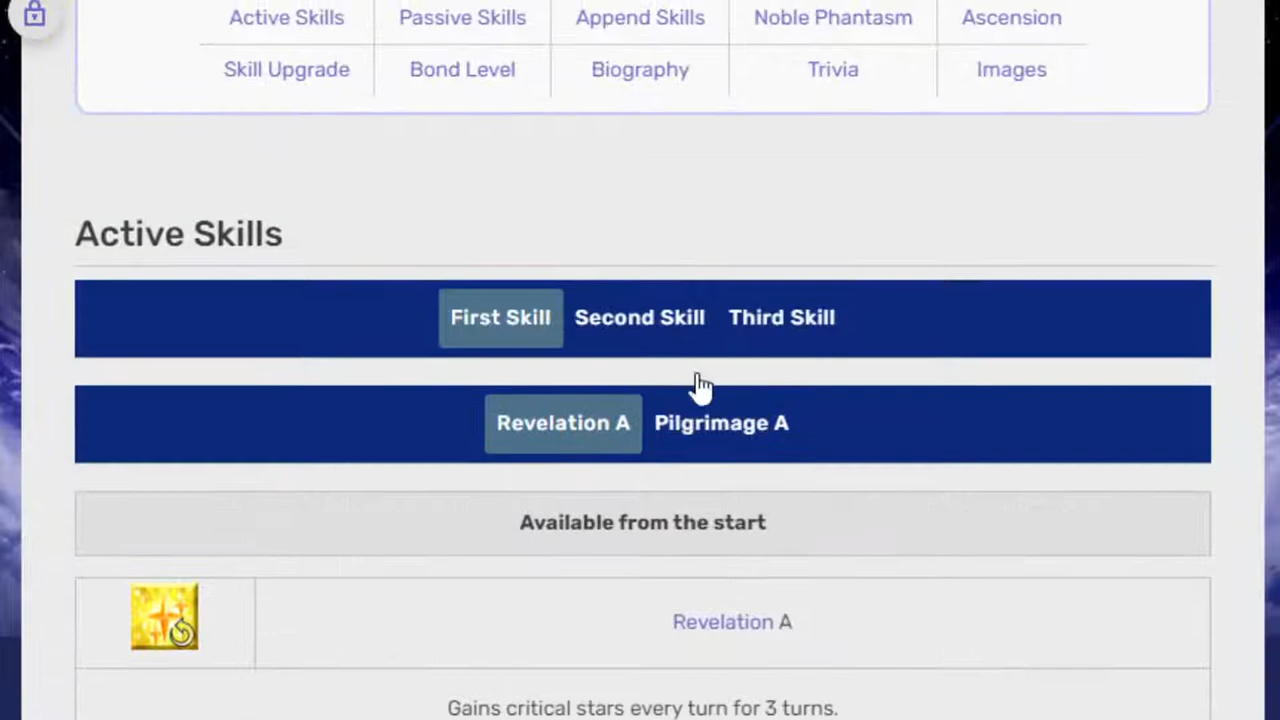 Active Skills Passive Skills Append Skills Noble Phantasm Ascension
Skill Upgrade Bond Level Biography Trivia Images
Active Skills
First Skill Second Skill Third Skill
Revelation A Pilgrimage A
Available from the start
Revelation A
Gains critical stars every turn for 3 turns.